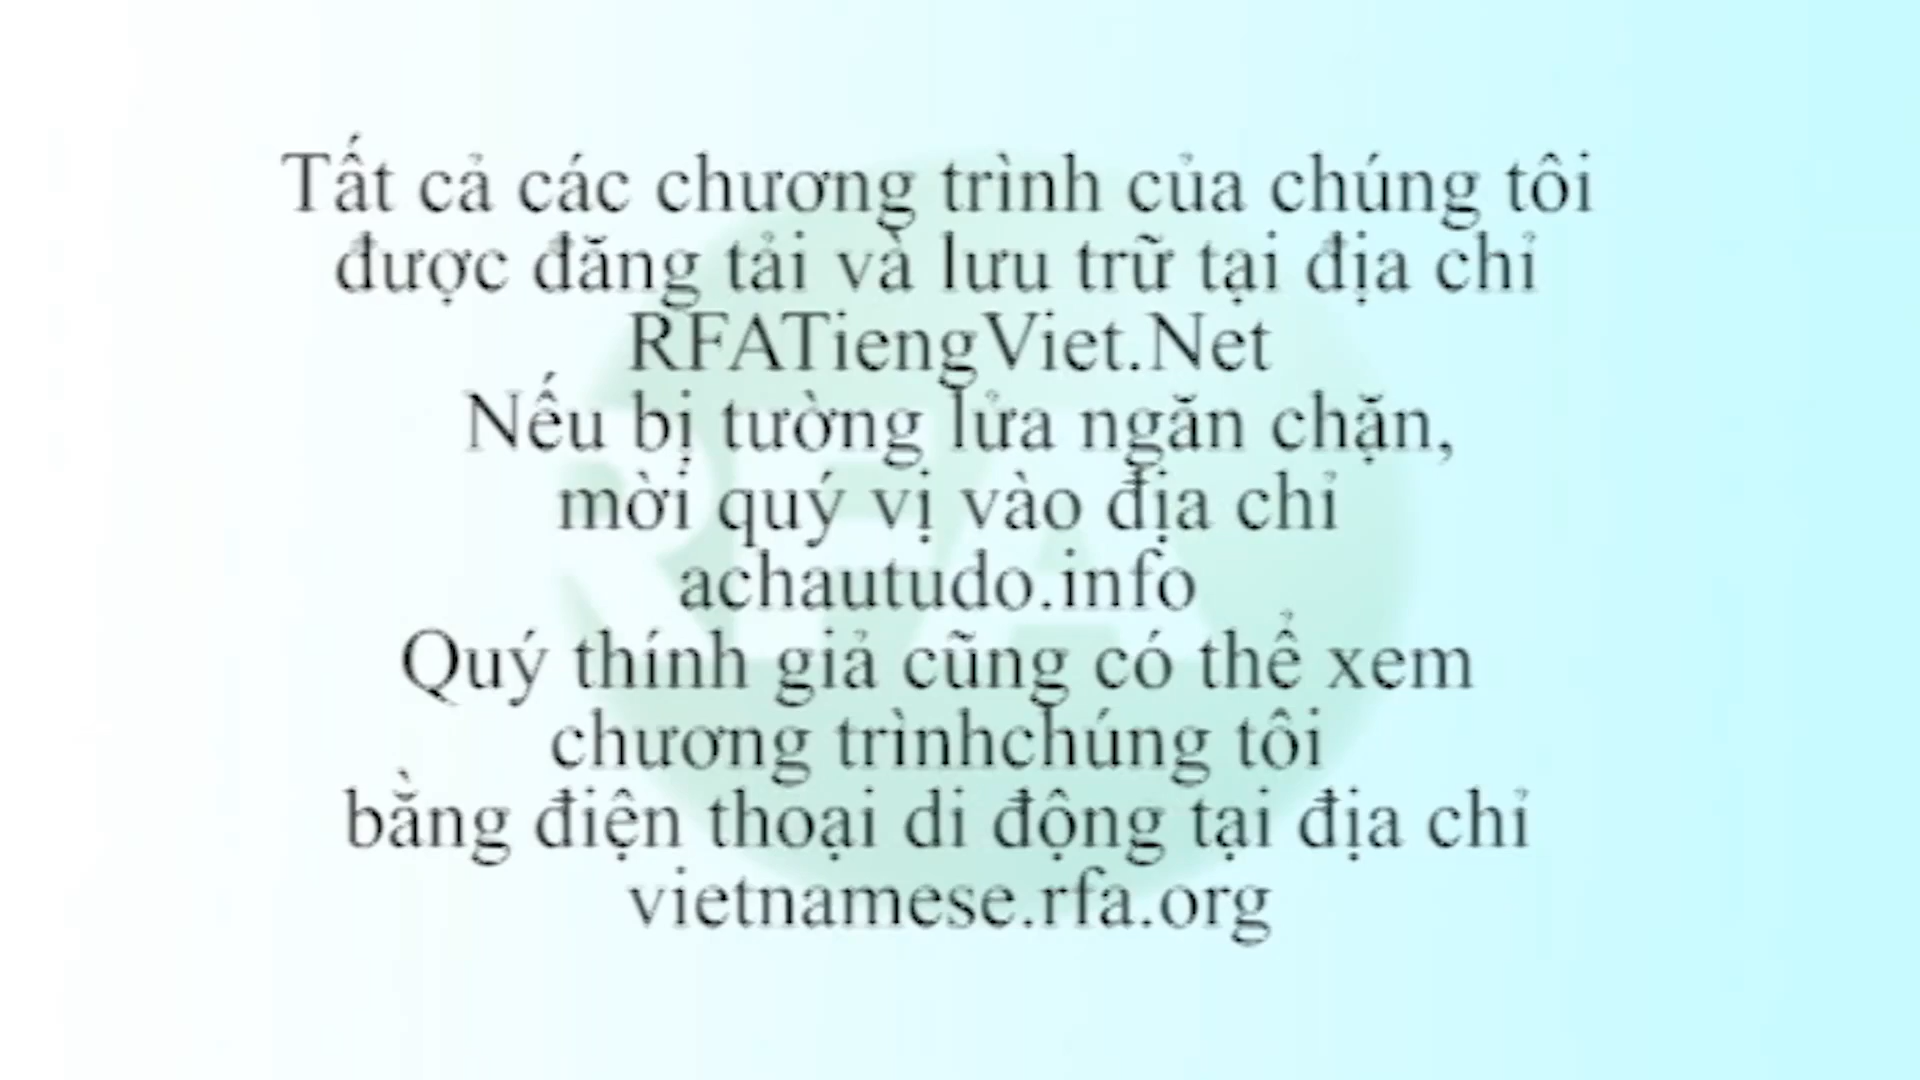 Tất cả các chương trình của chúng tôi
được đăng tải và lưu trữ tại địa chỉ
RFATiengViet.Net
Nếu bị tường lửa ngăn chặn,
mời quý vị vào địa chỉ
achautudo.info
Quý thính giả cũng có thể xem
chương trìnhchúng tôi
bằng điện thoại di động tại địa chỉ
vietnamese.rfa.org
RFA